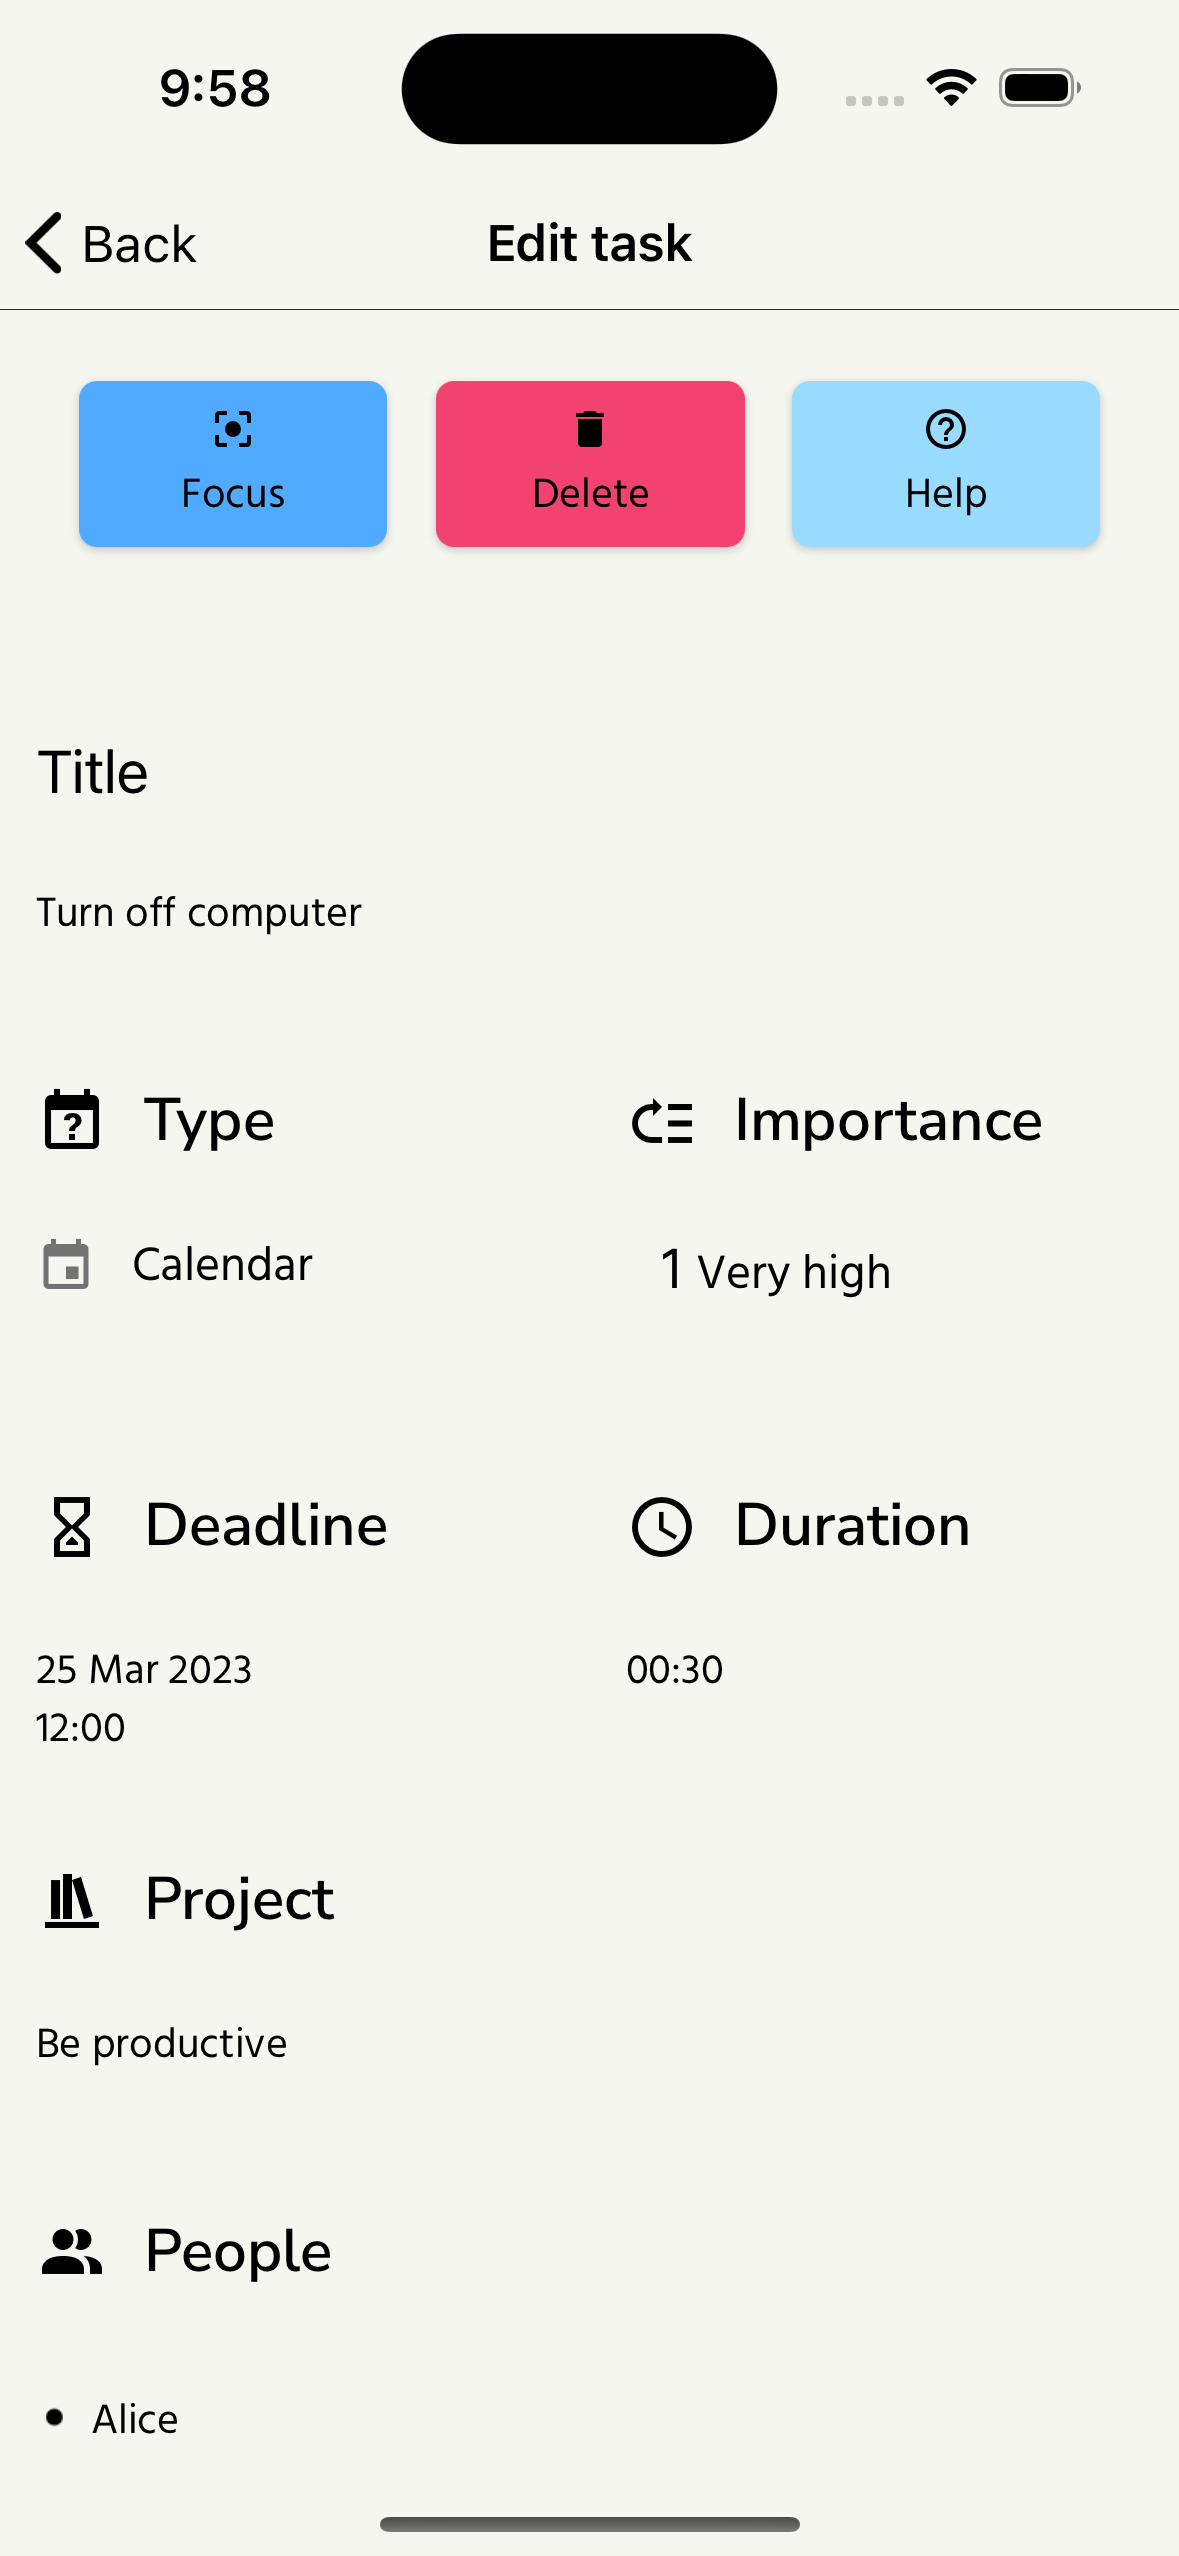 9:58
Back
Edit task
Focus
Delete
Help
Title
Turn off computer
Type
Importance
Calendar
1 Very high
Deadline
Duration
25 Mar 2023
00:30
12:00
Project
Be productive
People
• Alice